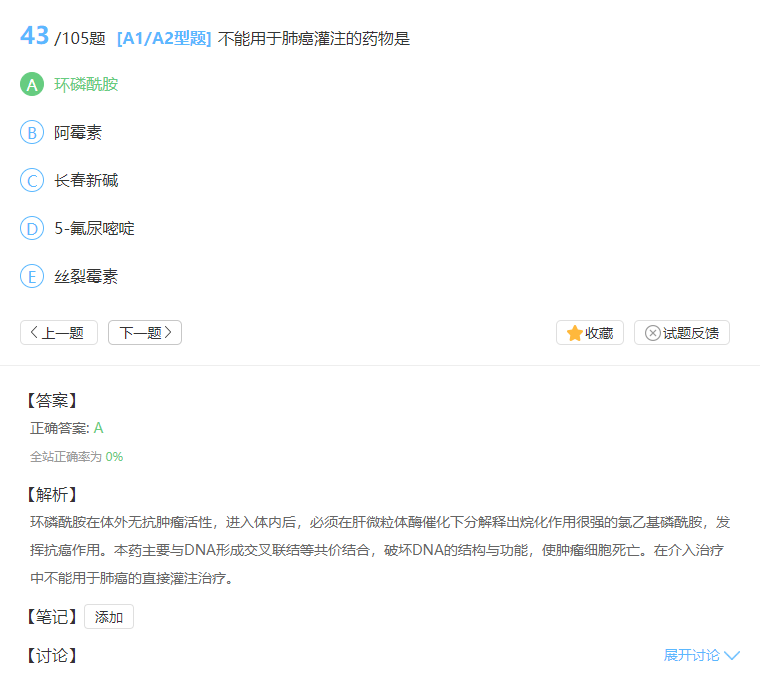 43 /105题 [A1/A2型题] 不能用于肺癌灌注的药物是
A 环磷酰胺
B 阿霉素
C 长春新碱
D 5-氟尿嘧啶
E 丝裂霉素
上一题 下一题 收藏 试题反馈
【答案】
正确答案: A
全站正确率为 0%
【解析】
环磷酰胺在体外无抗肿瘤活性，进入体内后，必须在肝微粒体酶催化下分解释出烷化作用很强的氯乙基磷酰胺，发
挥抗癌作用。本药主要与DNA形成交叉联结等共价结合，破坏DNA的结构与功能，使肿瘤细胞死亡。在介入治疗
中不能用于肺癌的直接灌注治疗。
【笔记】 添加
【讨论】 展开讨论